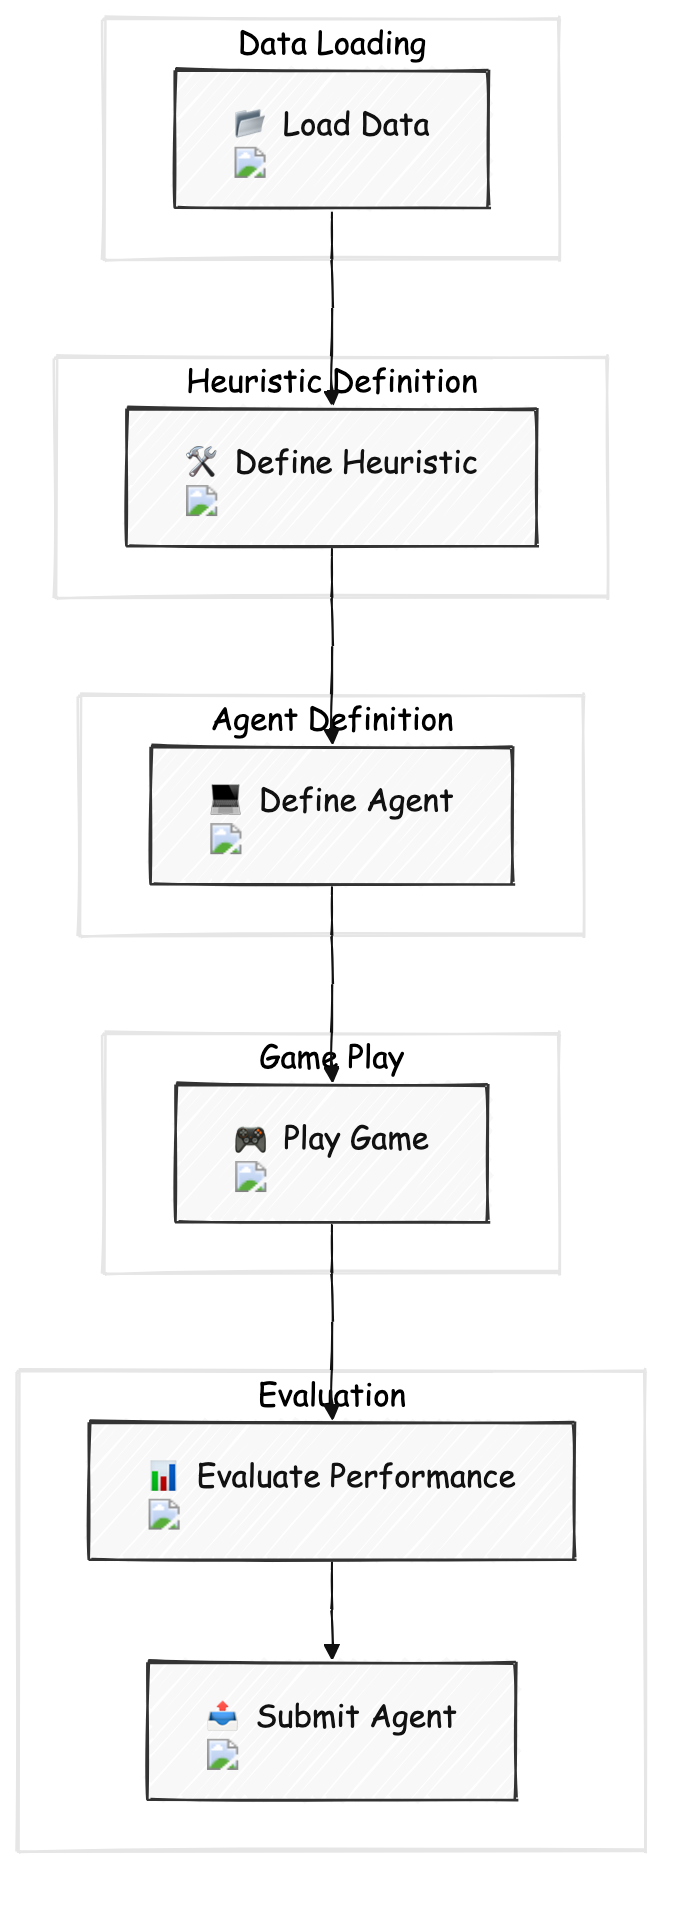 Data Loading
Load Data
Heuristic Definition
Define Heuristic
Agent Definition
Define Agent
Game Play
Play Game
Evaluation
Evaluate Performance
Submit Agent